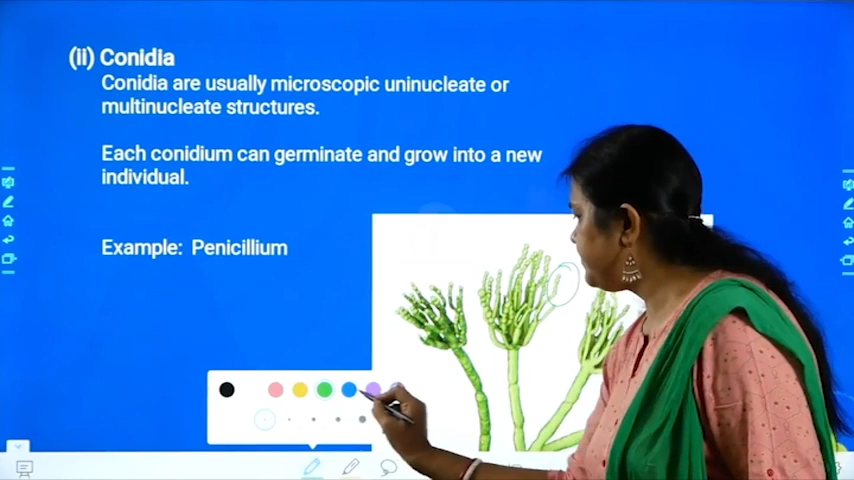 (ii) Conidia
Conidia are usually microscopic uninucleate or
multinucleate structures.
Each conidium can germinate and grow into a new
individual.
Example: Penicillium